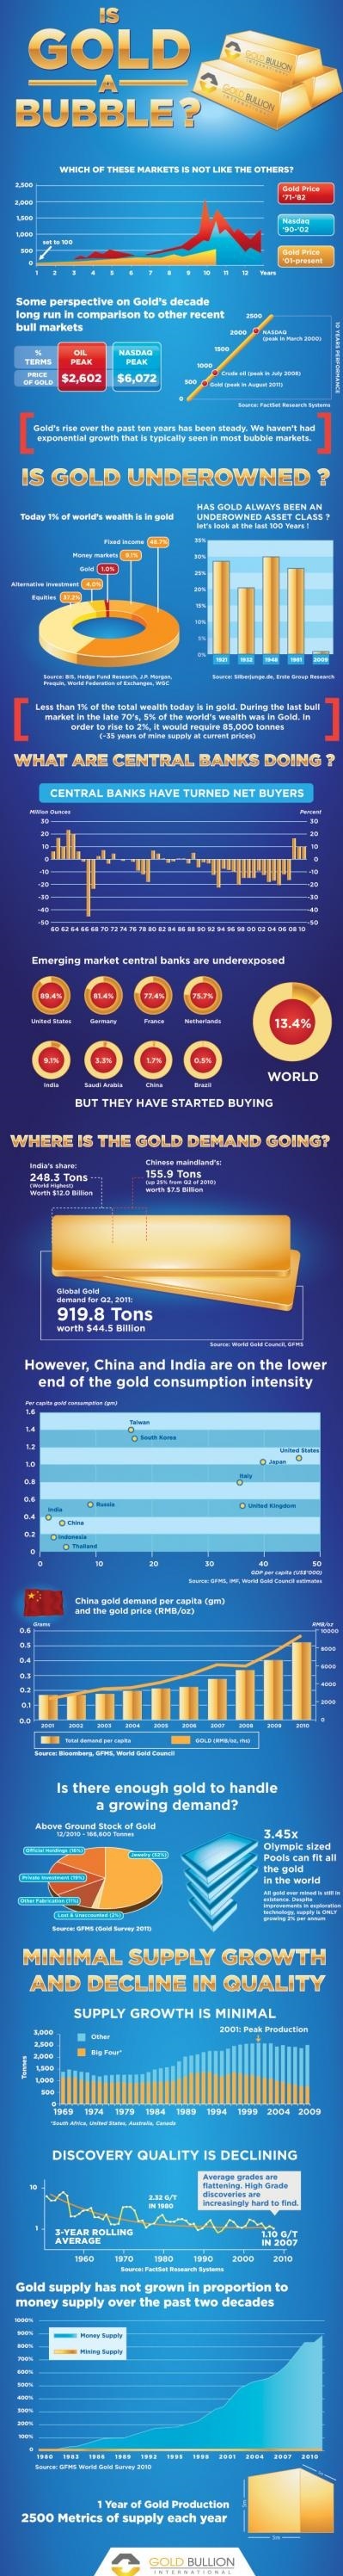 IS
GOLD
A
BUBBLE?
GOLD BULLION
INTERNATIONAL
GOLD BULLION
INTERNATIONAL
WHICH OF THESE MARKETS IS NOT LIKE THE OTHERS?
2,500
2,000
1,500
1,000
500
0
set to 100
1 2 3 4 5 6 7 8 9 10 11 12 Years
Gold Price
'71-'82
Nasdaq
'90-'02
Gold Price
'01-present
Some perspective on Gold's decade
long run in comparison to other recent
bull markets
% TERMS
OIL PEAK
NASDAQ PEAK
PRICE OF GOLD
$2,602
$6,072
2500
2000
NASDAQ
(peak in March 2000)
1500
1000
Crude oil (peak in July 2008)
500
Gold (peak in August 2011)
0
10 YEARS PERFORMANCE
Source: FactSet Research Systems
Gold's rise over the past ten years has been steady. We haven't had
exponential growth that is typically seen in most bubble markets.
IS GOLD UNDEROWNED ?
Today 1% of world's wealth is in gold
Fixed income 48.7%
Money markets 9.1%
Gold 1.0%
Alternative investment 4.0%
Equities 37.2%
Source: BIS, Hedge Fund Research, J.P. Morgan,
Prequin, World Federation of Exchanges, WGC
HAS GOLD ALWAYS BEEN AN
UNDEROWNED ASSET CLASS ?
let's look at the last 100 Years !
35%
30%
25%
20%
15%
10%
5%
0%
1921 1932 1948 1981 2009
Source: Silberjunge.de, Erste Group Research
Less than 1% of the total wealth today is in gold. During the last bull
market in the late 70's, 5% of the world's wealth was in Gold. In
order to rise to 2%, it would require 85,000 tonnes
(~35 years of mine supply at current prices)
WHAT ARE CENTRAL BANKS DOING ?
CENTRAL BANKS HAVE TURNED NET BUYERS
Million Ounces
Percent
30 30
20 20
10 10
0 0
-10 -10
-20 -20
-30 -30
-40 -40
-50 -50
60 62 64 66 68 70 72 74 76 78 80 82 84 86 88 90 92 94 96 98 00 02 04 06 08 10
Emerging market central banks are underexposed
89.4%
81.4%
77.4%
75.7%
United States
Germany
France
Netherlands
13.4%
WORLD
9.1%
3.3%
1.7%
0.5%
India
Saudi Arabia
China
Brazil
BUT THEY HAVE STARTED BUYING
WHERE IS THE GOLD DEMAND GOING?
India's share:
248.3 Tons
(World Highest)
Worth $12.0 Billion
Chinese maindland's:
155.9 Tons
(up 25% from Q2 of 2010)
worth $7.5 Billion
Global Gold
demand for Q2, 2011:
919.8 Tons
worth $44.5 Billion
Source: World Gold Council, GFMS
However, China and India are on the lower
end of the gold consumption intensity
Per capita gold consumption (gm)
1.6
1.4
1.2
1.0
0.8
0.6
0.4
0.2
0
Taiwan
South Korea
United States
Japan
Italy
United Kingdom
Russia
India
China
Indonesia
Thailand
0 10 20 30 40 50
GDP per capita (US$'000)
Source: GFMS, IMF, World Gold Council estimates
China gold demand per capita (gm)
and the gold price (RMB/oz)
Grams
RMB/oz
0.6
0.5
0.4
0.3
0.2
0.1
0.0
10000
8000
6000
4000
2000
0
2001 2002 2003 2004 2005 2006 2007 2008 2009 2010
Total demand per capita
GOLD (RMB/oz, rhs)
Source: Bloomberg, GFMS, World Gold Council
Is there enough gold to handle
a growing demand?
Above Ground Stock of Gold
12/2010 - 166,600 Tonnes
Official Holdings (16%)
Jewelry (52%)
Private Investment (19%)
Other Fabrication (11%)
Lost & Unaccounted (2%)
Source: GFMS (Gold Survey 2011)
3.45x
Olympic sized
Pools can fit all
the gold
in the world
All gold ever mined is still in
existence. Despite
improvements in exploration
technology, supply is ONLY
growing 2% per annum
MINIMAL SUPPLY GROWTH
AND DECLINE IN QUALITY
SUPPLY GROWTH IS MINIMAL
3,000
2,500
2,000
1,500
1,000
500
0
Tonnes
Other
Big Four*
2001: Peak Production
1969 1974 1979 1984 1989 1994 1999 2004 2009
*South Africa, United States, Australia, Canada
DISCOVERY QUALITY IS DECLINING
10
1
2.32 G/T
IN 1980
Average grades are
flattening. High Grade
discoveries are
increasingly hard to find.
3-YEAR ROLLING
AVERAGE
1.10 G/T
IN 2007
1960 1970 1980 1990 2000 2010
Source: FactSet Research Systems
Gold supply has not grown in proportion to
money supply over the past two decades
1000%
900%
800%
700%
600%
500%
400%
300%
200%
100%
0
Money Supply
Mining Supply
1980 1983 1986 1989 1992 1995 1998 2001 2004 2007 2010
Source: GFMS World Gold Survey 2010
1 Year of Gold Production
2500 Metrics of supply each year
5m
GOLD BULLION
INTERNATIONAL